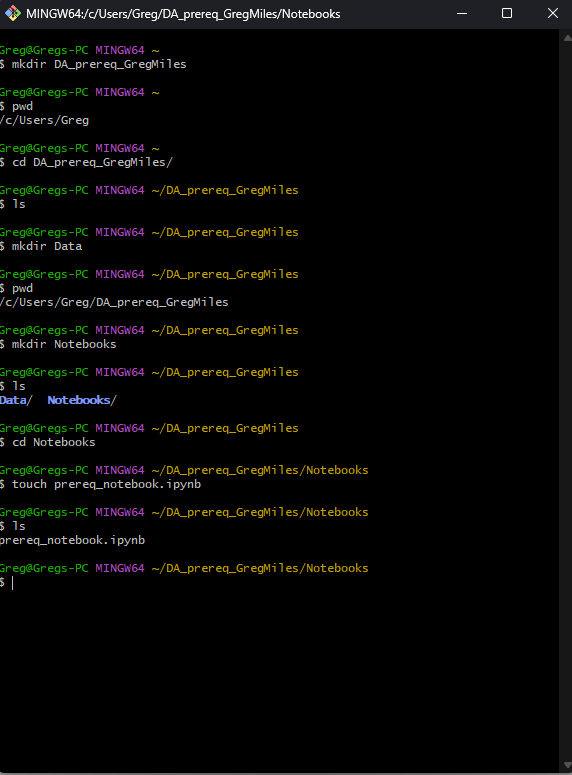 MINGW64:/c/Users/Greg/DA_prereq_GregMiles/Notebooks
Greg@Gregs-PC MINGW64 ~
$ mkdir DA_prereq_GregMiles
Greg@Gregs-PC MINGW64 ~
$ pwd
/c/Users/Greg
Greg@Gregs-PC MINGW64 ~
$ cd DA_prereq_GregMiles/
Greg@Gregs-PC MINGW64 ~/DA_prereq_GregMiles
$ ls
Greg@Gregs-PC MINGW64 ~/DA_prereq_GregMiles
$ mkdir Data
Greg@Gregs-PC MINGW64 ~/DA_prereq_GregMiles
$ pwd
/c/Users/Greg/DA_prereq_GregMiles
Greg@Gregs-PC MINGW64 ~/DA_prereq_GregMiles
$ mkdir Notebooks
Greg@Gregs-PC MINGW64 ~/DA_prereq_GregMiles
$ ls
Data/  Notebooks/
Greg@Gregs-PC MINGW64 ~/DA_prereq_GregMiles
$ cd Notebooks
Greg@Gregs-PC MINGW64 ~/DA_prereq_GregMiles/Notebooks
$ touch prereq_notebook.ipynb
Greg@Gregs-PC MINGW64 ~/DA_prereq_GregMiles/Notebooks
$ ls
prereq_notebook.ipynb
Greg@Gregs-PC MINGW64 ~/DA_prereq_GregMiles/Notebooks
$